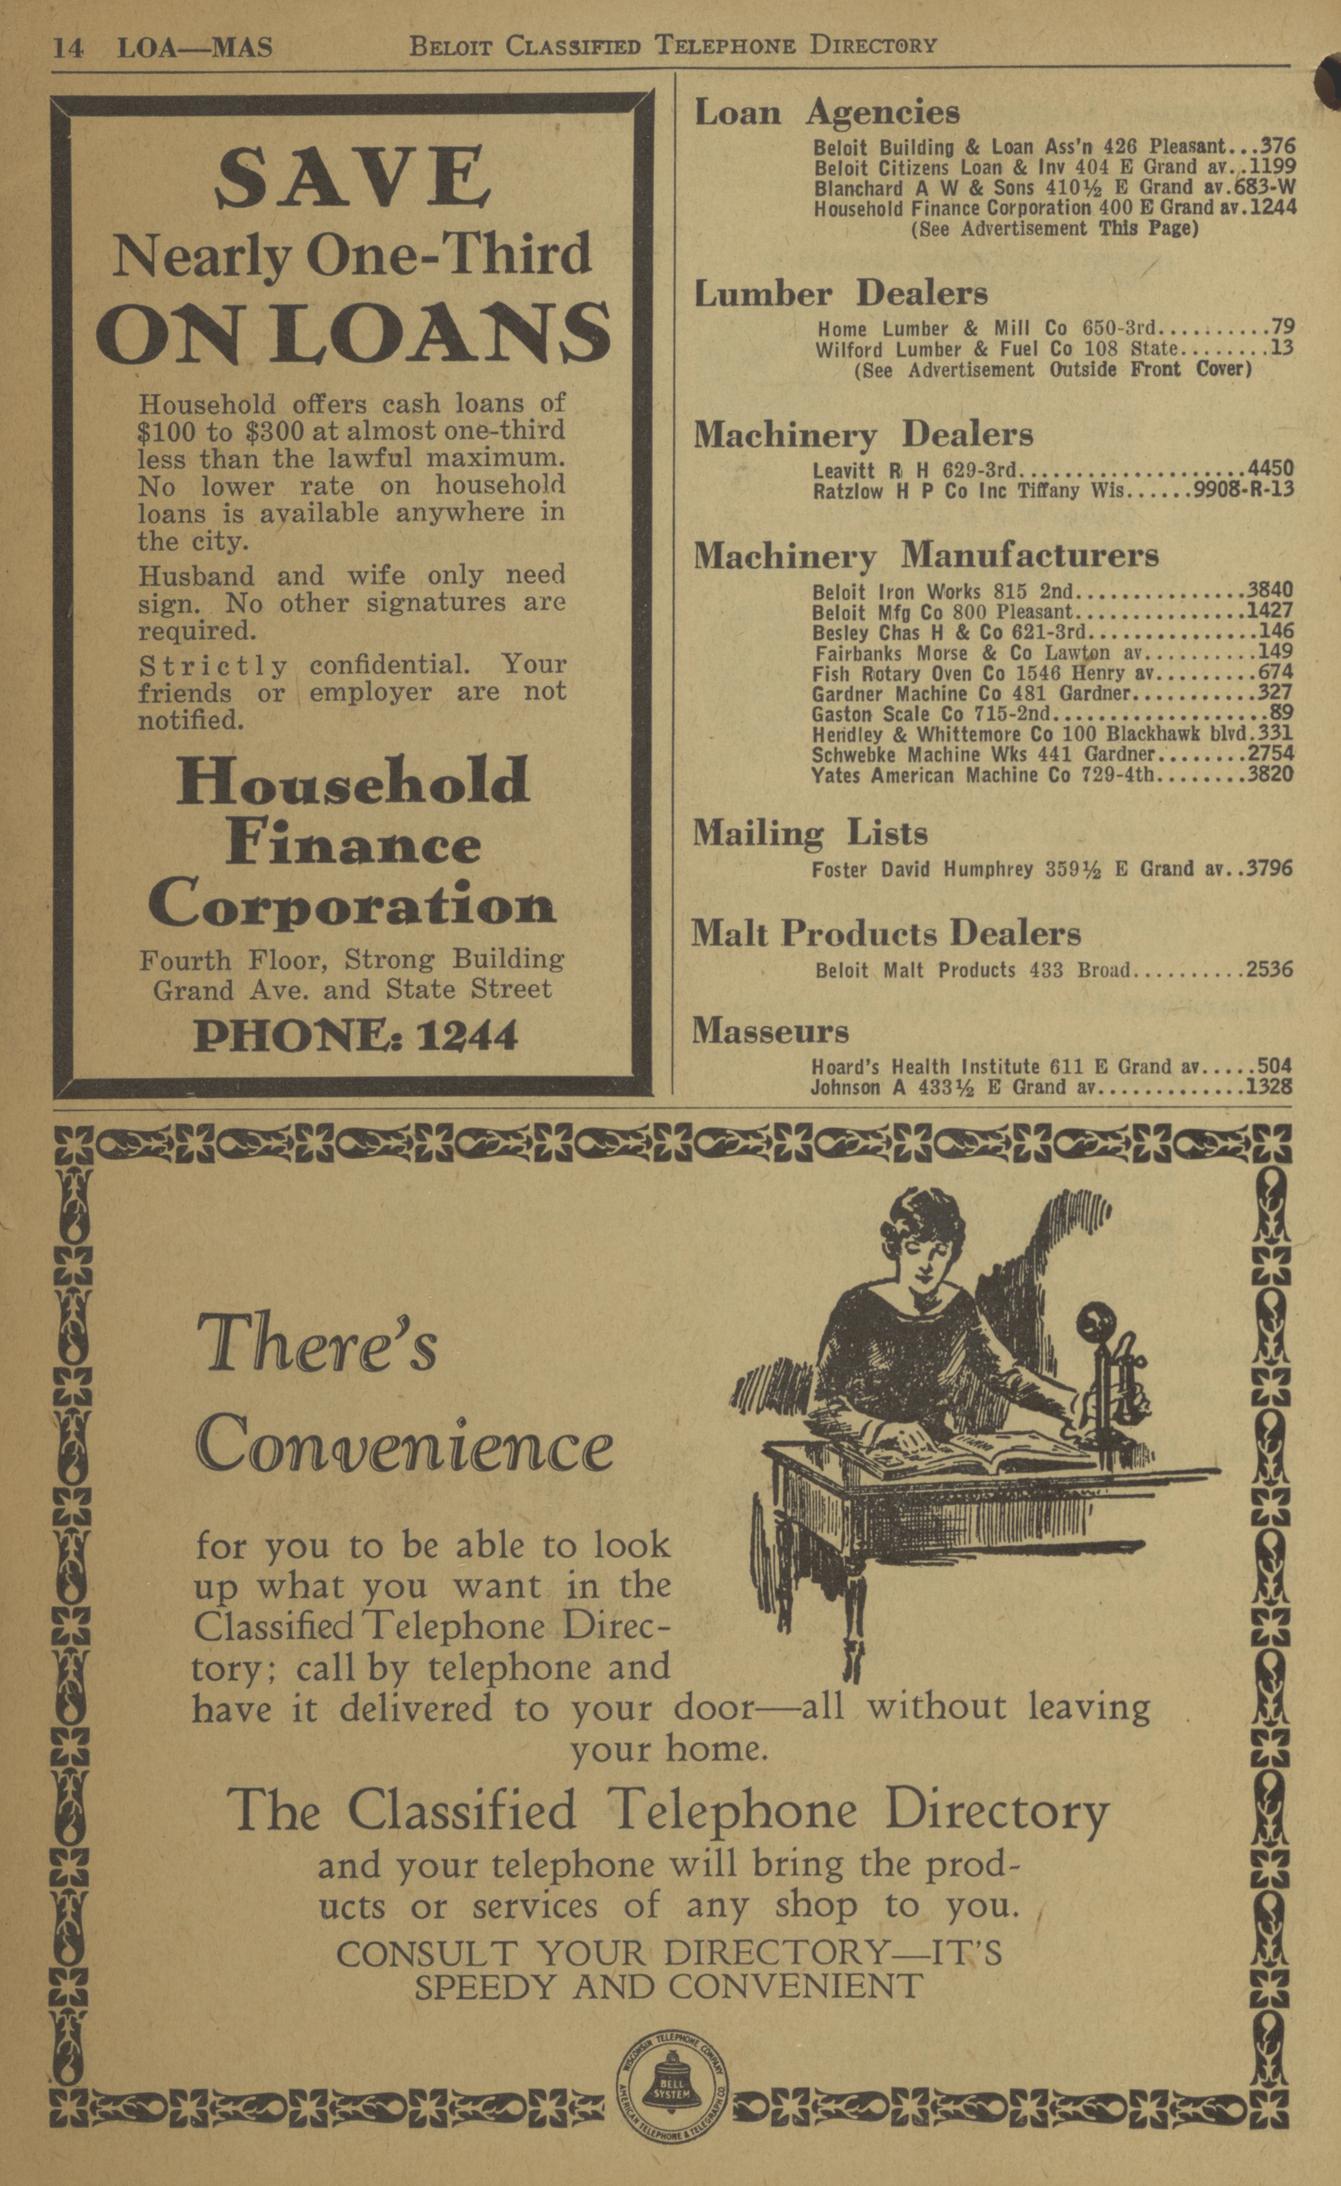 14 LOA—MAS BELOIT CLASSIFIED TELEPHONE DIRECTORY
SAVE
Nearly One-Third
ON LOANS
Household offers cash loans of
$100 to $300 at almost one-third
less than the lawful maximum.
No lower rate on household
loans is available anywhere in
the city.
Husband and wife only need
sign. No other signatures are
required.
Strictly confidential. Your
friends or employer are not
notified.
Household
Finance
Corporation
Fourth Floor, Strong Building
Grand Ave. and State Street
PHONE: 1244
Loan Agencies
Beloit Building & Loan Ass'n 426 Pleasant...376
Beloit Citizens Loan & Inv 404 E Grand av..1199
Blanchard A W & Sons 410½ E Grand av.683-W
Household Finance Corporation 400 E Grand av.1244
(See Advertisement This Page)
Lumber Dealers
Home Lumber & Mill Co 650-3rd..........79
Wilford Lumber & Fuel Co 108 State........13
(See Advertisement Outside Front Cover)
Machinery Dealers
Leavitt R H 629-3rd....................4450
Ratzlow H P Co Inc Tiffany Wis......9908-R-13
Machinery Manufacturers
Beloit Iron Works 815 2nd...............3840
Beloit Mfg Co 800 Pleasant...............1427
Besley Chas H & Co 621-3rd...............146
Fairbanks Morse & Co Lawton av..........149
Fish Rotary Oven Co 1546 Henry av.........674
Gardner Machine Co 481 Gardner...........327
Gaston Scale Co 715-2nd...................89
Hendley & Whittemore Co 100 Blackhawk blvd.331
Schwebke Machine Wks 441 Gardner........2754
Yates American Machine Co 729-4th........3820
Mailing Lists
Foster David Humphrey 359½ E Grand av..3796
Malt Products Dealers
Beloit Malt Products 433 Broad..........2536
Masseurs
Hoard's Health Institute 611 E Grand av.....504
Johnson A 433½ E Grand av.............1328
There's
Convenience
for you to be able to look
up what you want in the
Classified Telephone Direc-
tory; call by telephone and
have it delivered to your door—all without leaving
your home.
The Classified Telephone Directory
and your telephone will bring the prod-
ucts or services of any shop to you.
CONSULT YOUR DIRECTORY—IT'S
SPEEDY AND CONVENIENT
WISCONSIN TELEPHONE COMPANY
BELL
SYSTEM
AMERICAN TELEPHONE & TELEGRAPH CO